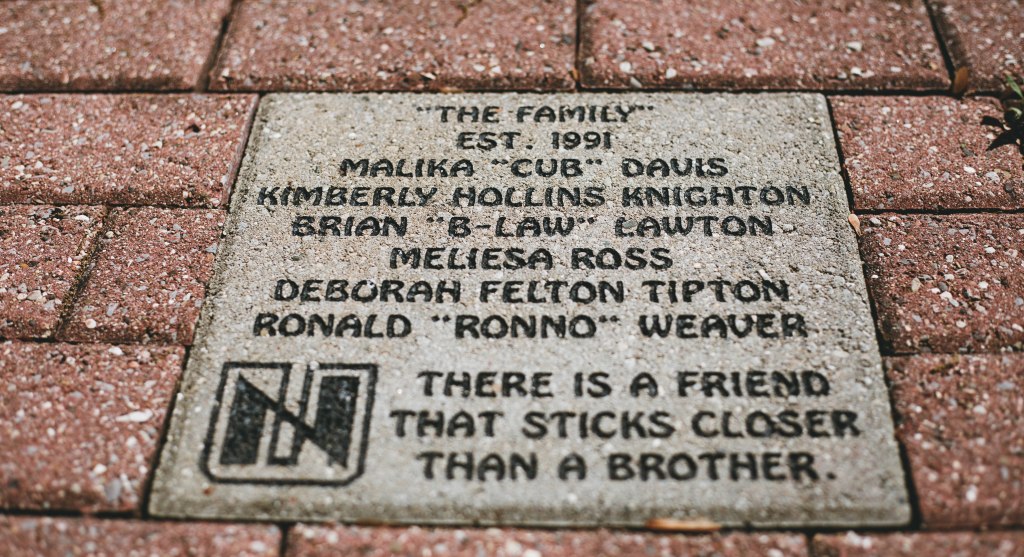 "THE FAMILY"
EST. 1991
MALIKA "CUB" DAVIS
KIMBERLY HOLLINS KNIGHTON
BRIAN "B-LAW" LAWTON
MELIESA ROSS
DEBORAH FELTON TIPTON
RONALD "RONNO" WEAVER
THERE IS A FRIEND
THAT STICKS CLOSER
THAN A BROTHER.